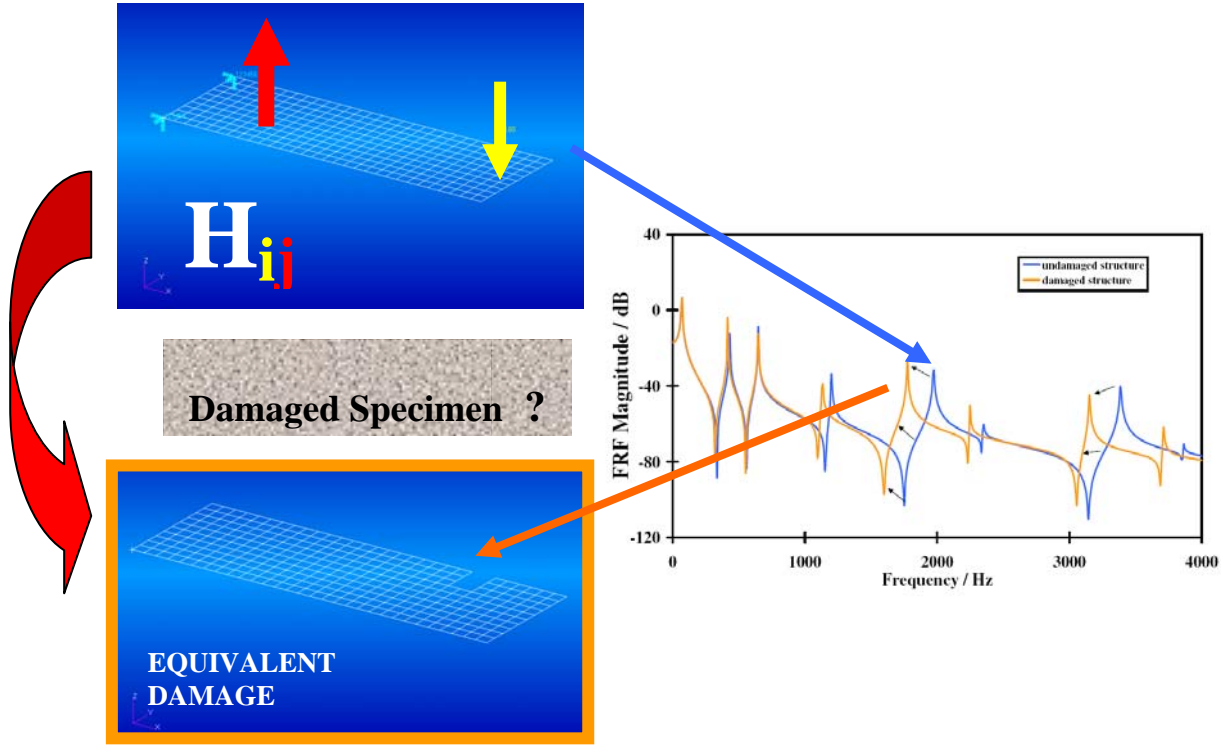 H ij
Z
Y
X
Damaged Specimen ?
EQUIVALENT
DAMAGE
Z
Y
X
40
0
-40
-80
-120
FRF Magnitude / dB
undamaged structure
damaged structure
0 1000 2000 3000 4000
Frequency / Hz